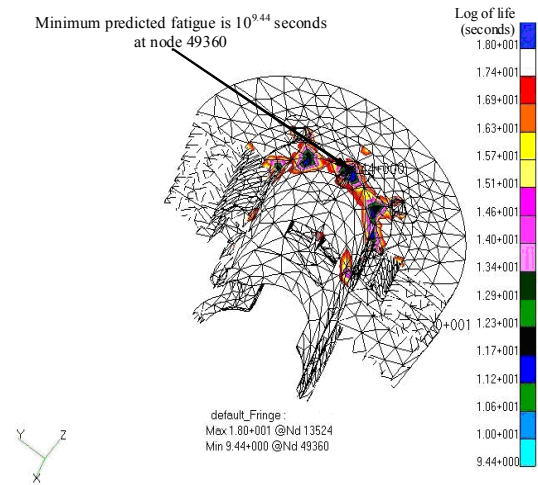 Minimum predicted fatigue is 10^9.44 seconds
at node 49360
Log of life
(seconds)
1.80+001
1.74+001
1.69+001
1.63+001
1.57+001
1.51+001
1.46+001
1.40+001
1.34+001
1.29+001
1.23+001
1.17+001
1.12+001
1.06+001
1.00+001
9.44+000
default_Fringe :
Max 1.80+001 @Nd 13524
Min 9.44+000 @Nd 49360
Y
Z
X